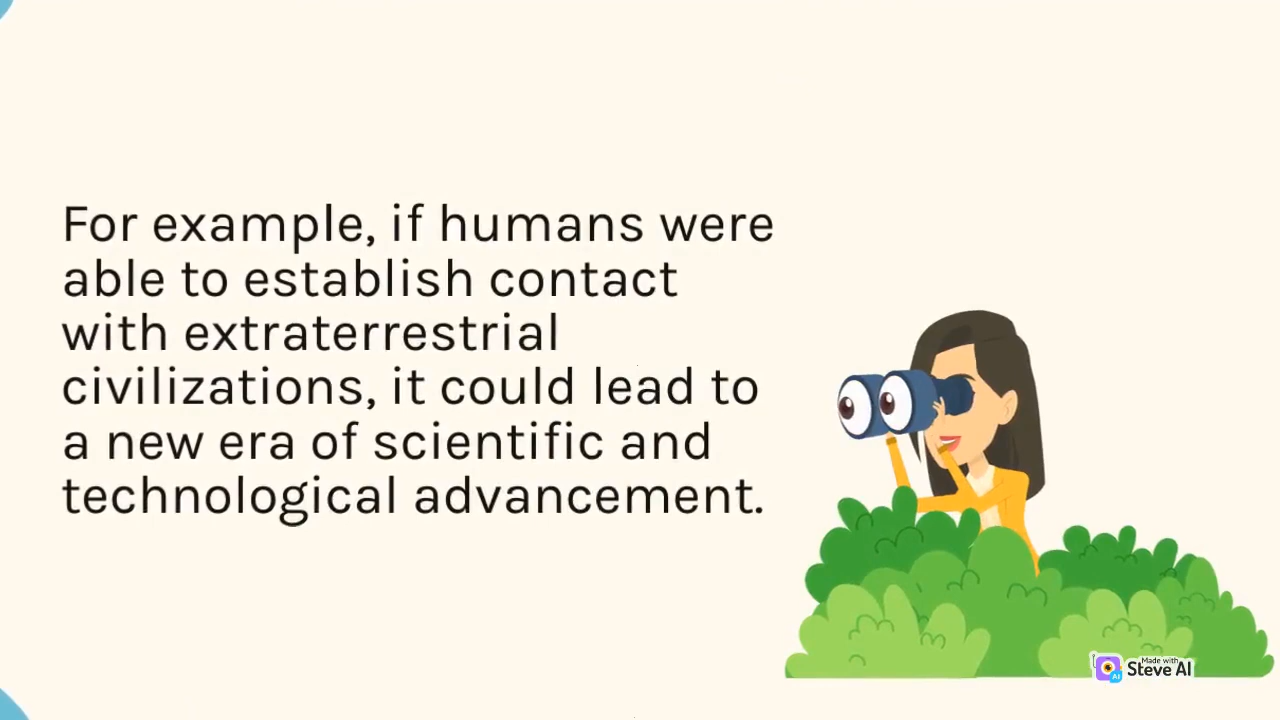 For example, if humans were
able to establish contact
with extraterrestrial
civilizations, it could lead to
a new era of scientific and
technological advancement.
Made with
Steve AI